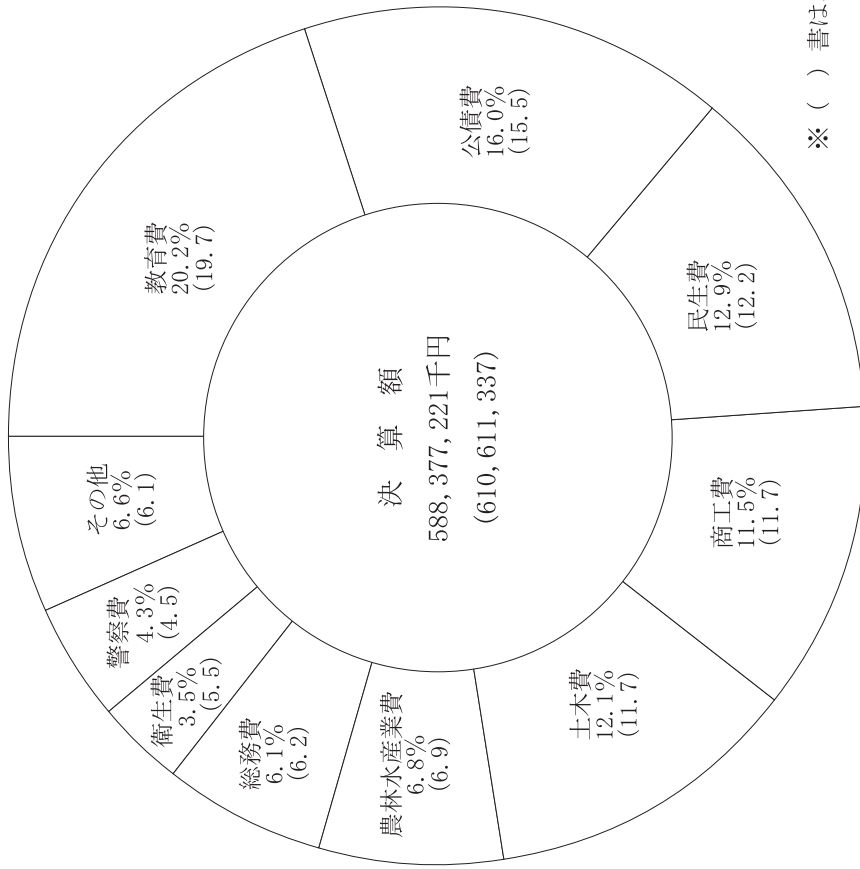 決 算 額
588,377,221千円
(610,611,337)
教育費
20.2%
(19.7)
公債費
16.0%
(15.5)
民生費
12.9%
(12.2)
商工費
11.5%
(11.7)
土木費
12.1%
(11.7)
農林水産業費
6.8%
(6.9)
総務費
6.1%
(6.2)
衛生費
3.5%
(5.5)
警察費
4.3%
(4.5)
その他
6.6%
(6.1)
※( )書は